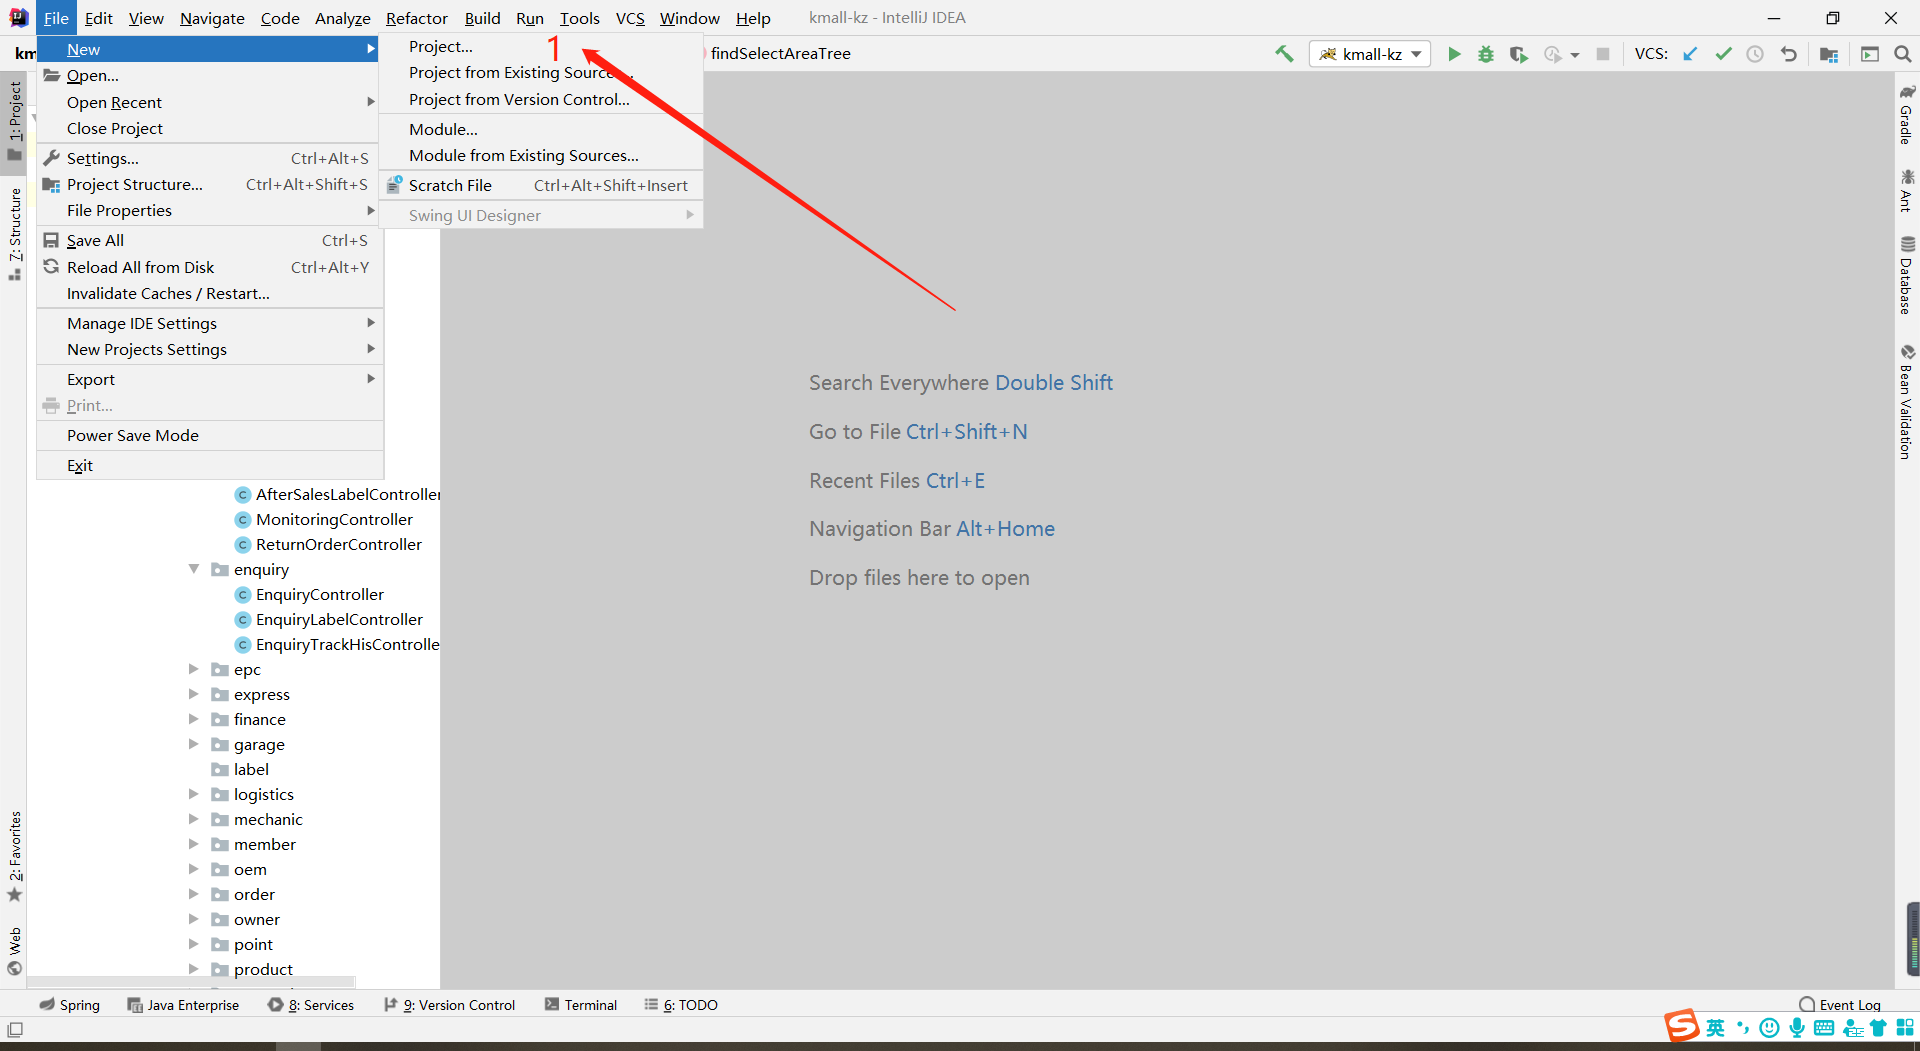 File Edit View Navigate Code Analyze Refactor Build Run Tools VCS Window Help kmall-kz - IntelliJ IDEA
findSelectAreaTree kmall-kz VCS:
New
Open...
Open Recent
Close Project
Settings... Ctrl+Alt+S
Project Structure... Ctrl+Alt+Shift+S
File Properties
Save All Ctrl+S
Reload All from Disk Ctrl+Alt+Y
Invalidate Caches / Restart...
Manage IDE Settings
New Projects Settings
Export
Print...
Power Save Mode
Exit
Project...
1
Project from Existing Source
Project from Version Control...
Module...
Module from Existing Sources...
Scratch File Ctrl+Alt+Shift+Insert
Swing UI Designer
1: Project
7: Structure
2: Favorites
Web
AfterSalesLabelController
MonitoringController
ReturnOrderController
enquiry
EnquiryController
EnquiryLabelController
EnquiryTrackHisControlle
epc
express
finance
garage
label
logistics
mechanic
member
oem
order
owner
point
product
Search Everywhere Double Shift
Go to File Ctrl+Shift+N
Recent Files Ctrl+E
Navigation Bar Alt+Home
Drop files here to open
Gradle
Ant
Database
Bean Validation
Spring Java Enterprise 8: Services 9: Version Control Terminal 6: TODO Event Log
英